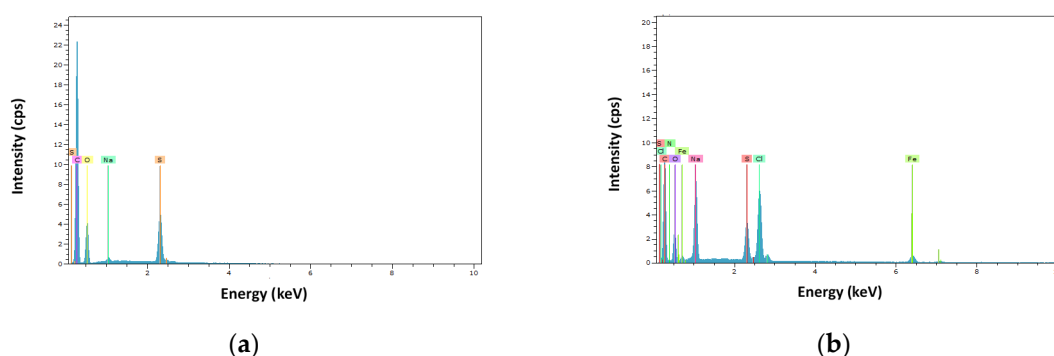 24
22
20
18
16
14
12
10
8
6
4
2
0
S
C O Na S
2 4 6 8 10
Intensity (cps)
Energy (keV)
(a)
20
18
16
14
12
10
8
6
4
2
0
S N
Cl Fe
C O Na S Cl Fe
2 4 6 8
Intensity (cps)
Energy (keV)
(b)